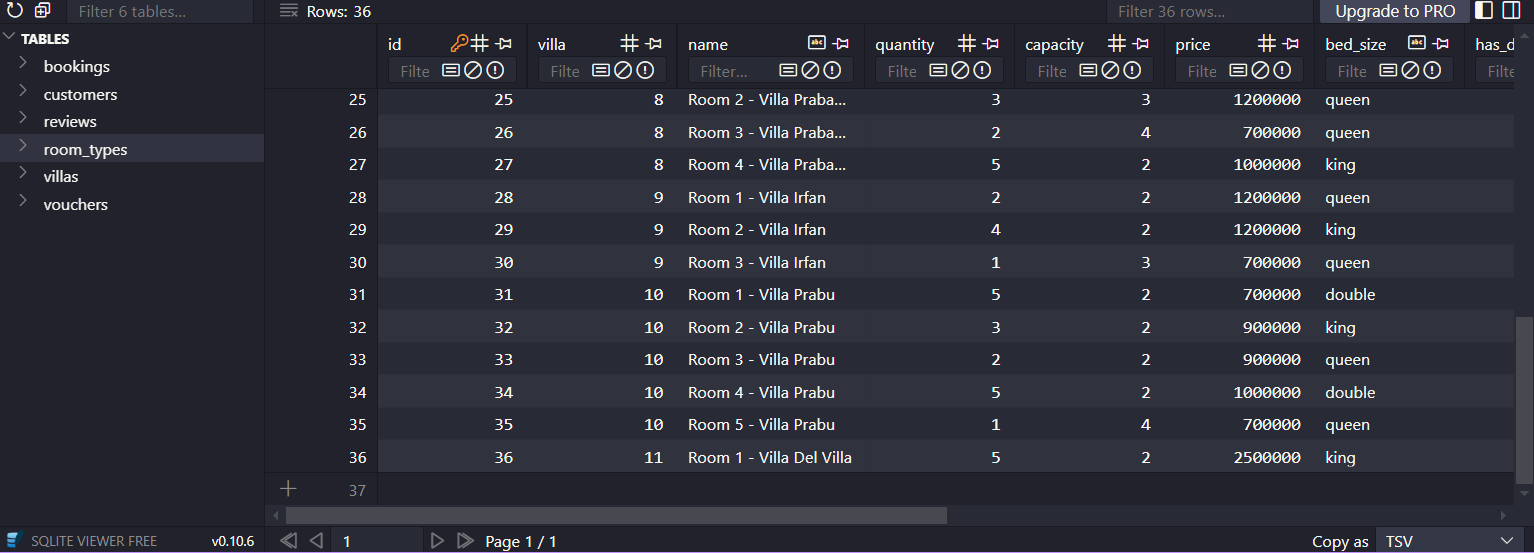 Filter 6 tables...
Rows: 36
Filter 36 rows...
Upgrade to PRO
TABLES
bookings
customers
reviews
room_types
villas
vouchers
id villa name quantity capacity price bed_size has_d
Filte Filte Filter... Filte Filte Filte Filter... Filte
25 25 8 Room 2 - Villa Praba... 3 3 1200000 queen
26 26 8 Room 3 - Villa Praba... 2 4 700000 queen
27 27 8 Room 4 - Villa Praba... 5 2 1000000 king
28 28 9 Room 1 - Villa Irfan 2 2 1200000 queen
29 29 9 Room 2 - Villa Irfan 4 2 1200000 king
30 30 9 Room 3 - Villa Irfan 1 3 700000 queen
31 31 10 Room 1 - Villa Prabu 5 2 700000 double
32 32 10 Room 2 - Villa Prabu 3 2 900000 king
33 33 10 Room 3 - Villa Prabu 2 2 900000 queen
34 34 10 Room 4 - Villa Prabu 5 2 1000000 double
35 35 10 Room 5 - Villa Prabu 1 4 700000 queen
36 36 11 Room 1 - Villa Del Villa 5 2 2500000 king
37
SQLITE VIEWER FREE v0.10.6
1 Page 1 / 1
Copy as TSV